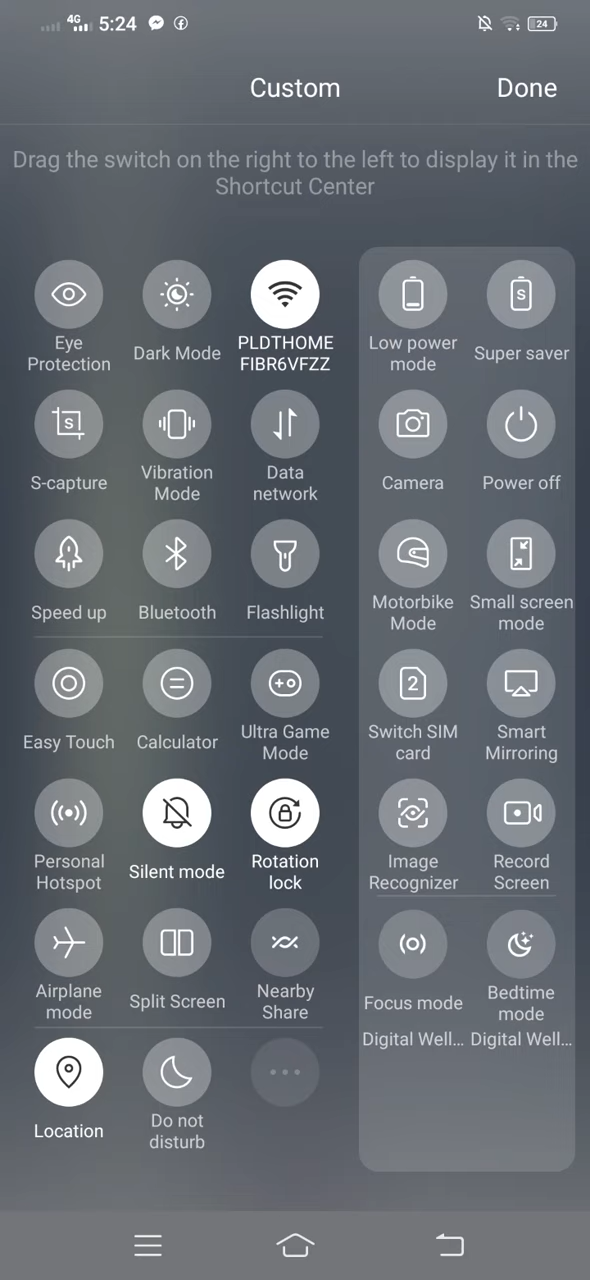 4G 5:24 24
Custom Done
Drag the switch on the right to the left to display it in the
Shortcut Center
Eye
Protection
Dark Mode
PLDTHOME
FIBR6VFZZ
Low power
mode
Super saver
S
S
S-capture
Vibration
Mode
Data
network
Camera
Power off
Speed up
Bluetooth
Flashlight
Motorbike
Mode
Small screen
mode
Easy Touch
Calculator
Ultra Game
Mode
2
Switch SIM
card
Smart
Mirroring
Personal
Hotspot
Silent mode
Rotation
lock
Image
Recognizer
Record
Screen
Airplane
mode
Split Screen
Nearby
Share
Focus mode
Digital Well...
Bedtime
mode
Digital Well...
Location
Do not
disturb